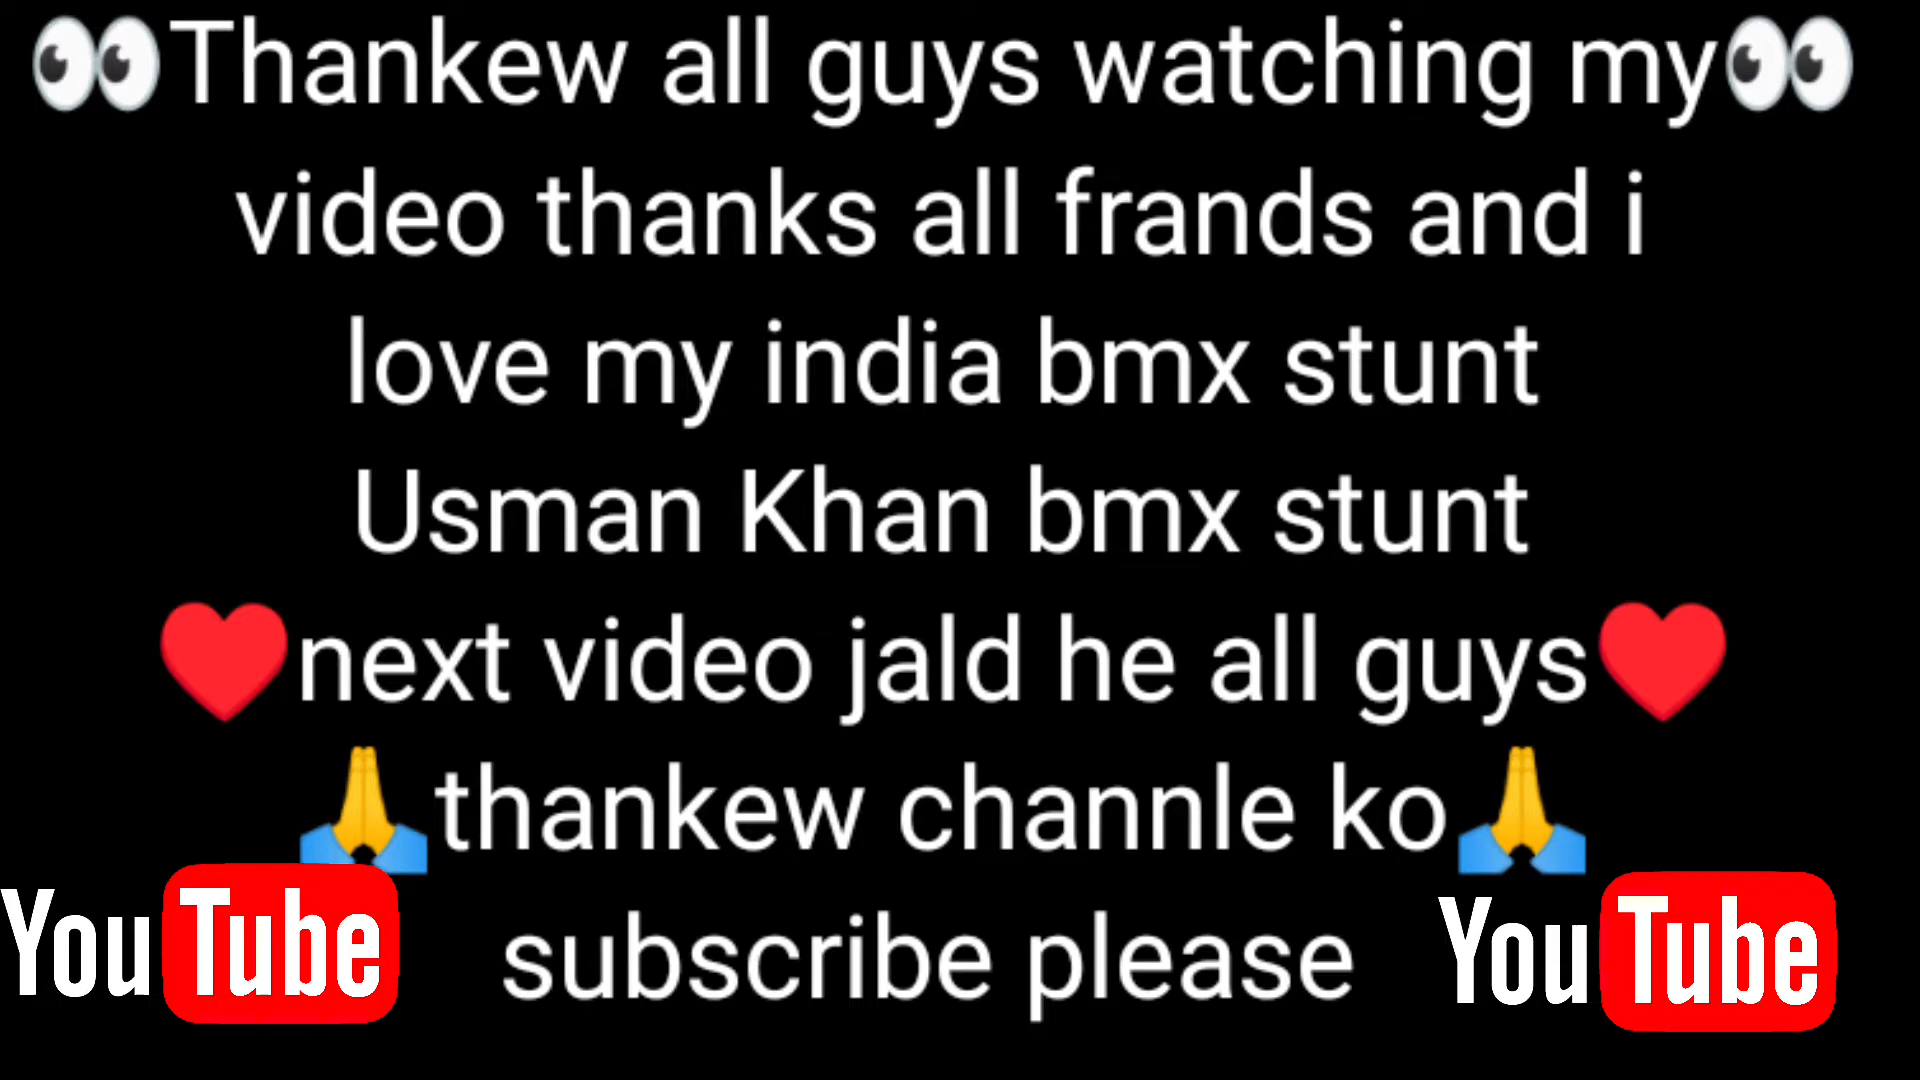 👀Thankew all guys watching my👀
video thanks all frands and i
love my india bmx stunt
Usman Khan bmx stunt
♥️next video jald he all guys♥️
🙏thankew channle ko🙏
YouTube subscribe please YouTube